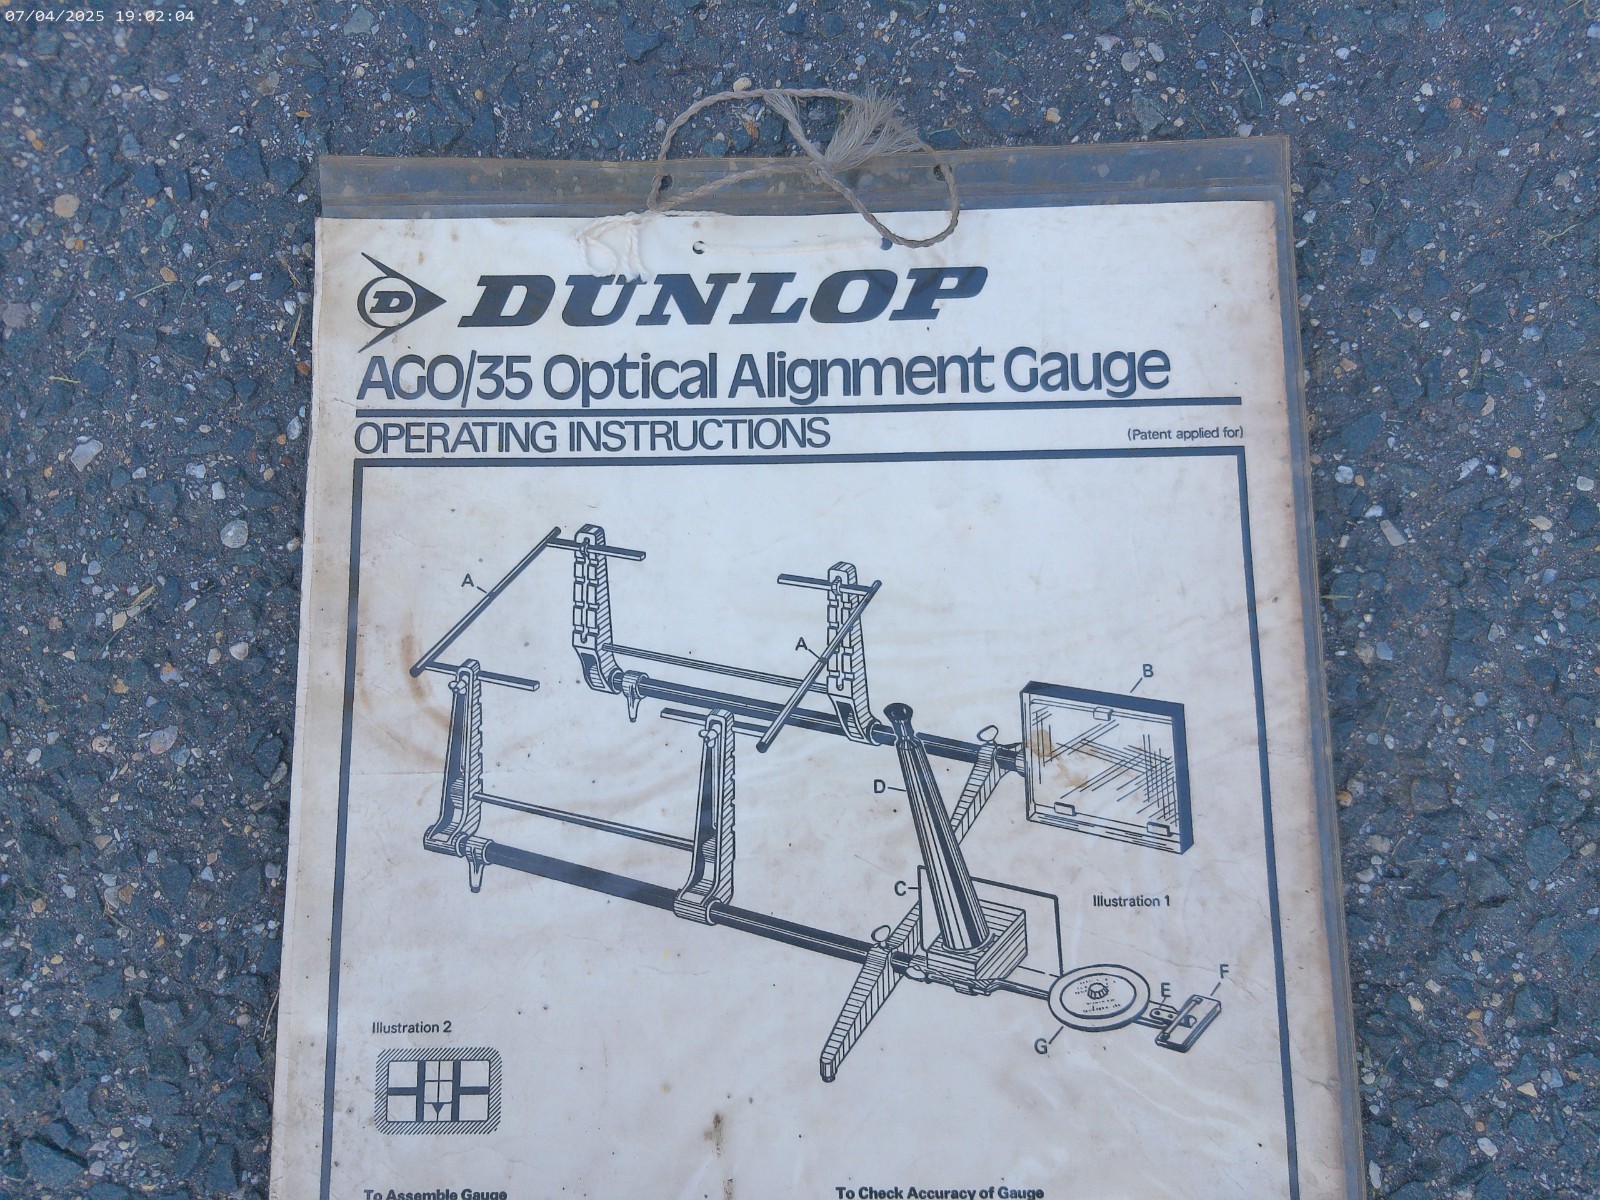 07/04/2025 19:02:04
D DUNLOP
AGO/35 Optical Alignment Gauge
OPERATING INSTRUCTIONS
(Patent applied for)
A
A
B
D
C
Illustration 1
F
E
G
Illustration 2
To Assemble Gauge
To Check Accuracy of Gauge